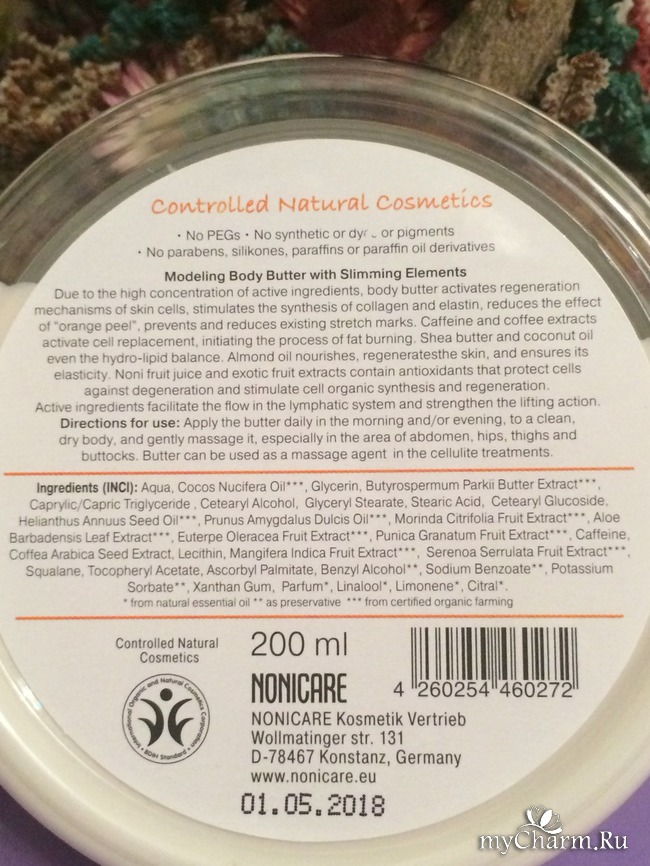 Controlled Natural Cosmetics
· No PEGs · No synthetic or dy or pigments
· No parabens, silikones, paraffins or paraffin oil derivatives
Modeling Body Butter with Slimming Elements
Due to the high concentration of active ingredients, body butter activates regeneration
mechanisms of skin cells, stimulates the synthesis of collagen and elastin, reduces the effect
of "orange peel", prevents and reduces existing stretch marks. Caffeine and coffee extracts
activate cell replacement, initiating the process of fat burning. Shea butter and coconut oil
even the hydro-lipid balance. Almond oil nourishes, regeneratesthe skin, and ensures its
elasticity. Noni fruit juice and exotic fruit extracts contain antioxidants that protect cells
against degeneration and stimulate cell organic synthesis and regeneration.
Active ingredients facilitate the flow in the lymphatic system and strengthen the lifting action.
Directions for use: Apply the butter daily in the morning and/or evening, to a clean,
dry body, and gently massage it, especially in the area of abdomen, hips, thighs and
buttocks. Butter can be used as a massage agent in the cellulite treatments.
Ingredients (INCI): Aqua, Cocos Nucifera Oil***, Glycerin, Butyrospermum Parkii Butter Extract***,
Caprylic/Capric Triglyceride , Cetearyl Alcohol, Glyceryl Stearate, Stearic Acid, Cetearyl Glucoside,
Helianthus Annuus Seed Oil***, Prunus Amygdalus Dulcis Oil***, Morinda Citrifolia Fruit Extract***, Aloe
Barbadensis Leaf Extract***, Euterpe Oleracea Fruit Extract***, Punica Granatum Fruit Extract***, Caffeine,
Coffea Arabica Seed Extract, Lecithin, Mangifera Indica Fruit Extract***, Serenoa Serrulata Fruit Extract***,
Squalane, Tocopheryl Acetate, Ascorbyl Palmitate, Benzyl Alcohol**, Sodium Benzoate**, Potassium
Sorbate**, Xanthan Gum, Parfum*, Linalool*, Limonene*, Citral*.
* from natural essential oil ** as preservative *** from certified organic farming
Controlled Natural
Cosmetics
International Organic and Natural Cosmetics Corporation
• BDIH Standard •
200 ml
NONICARE
NONICARE Kosmetik Vertrieb
Wollmatinger str. 131
D-78467 Konstanz, Germany
www.nonicare.eu
01.05.2018
4 260254 460272
myCharm.Ru